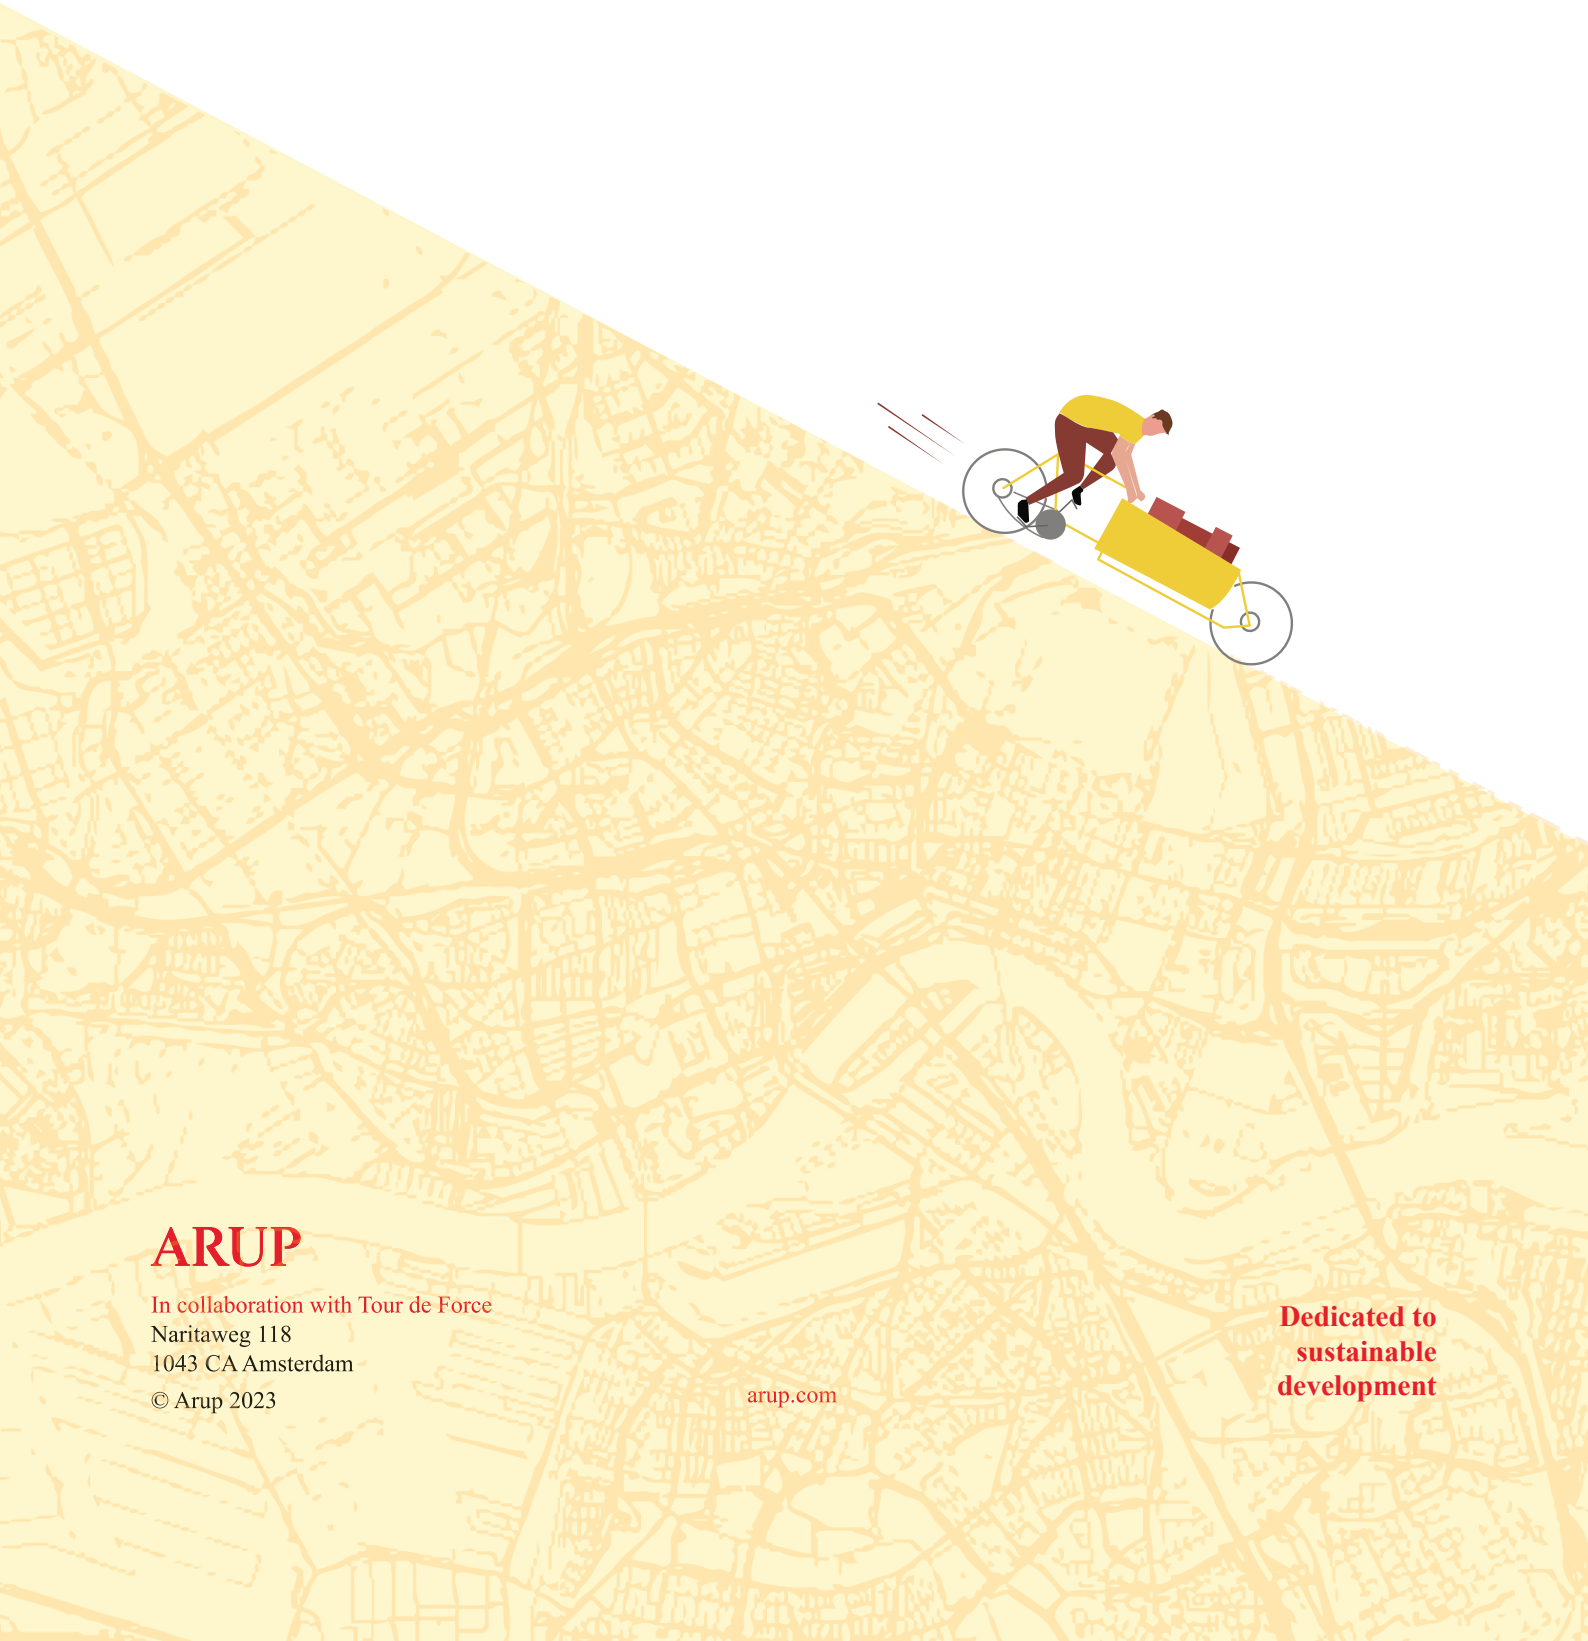 ARUP
In collaboration with Tour de Force
Naritaweg 118
1043 CA Amsterdam
© Arup 2023
arup.com
Dedicated to
sustainable
development